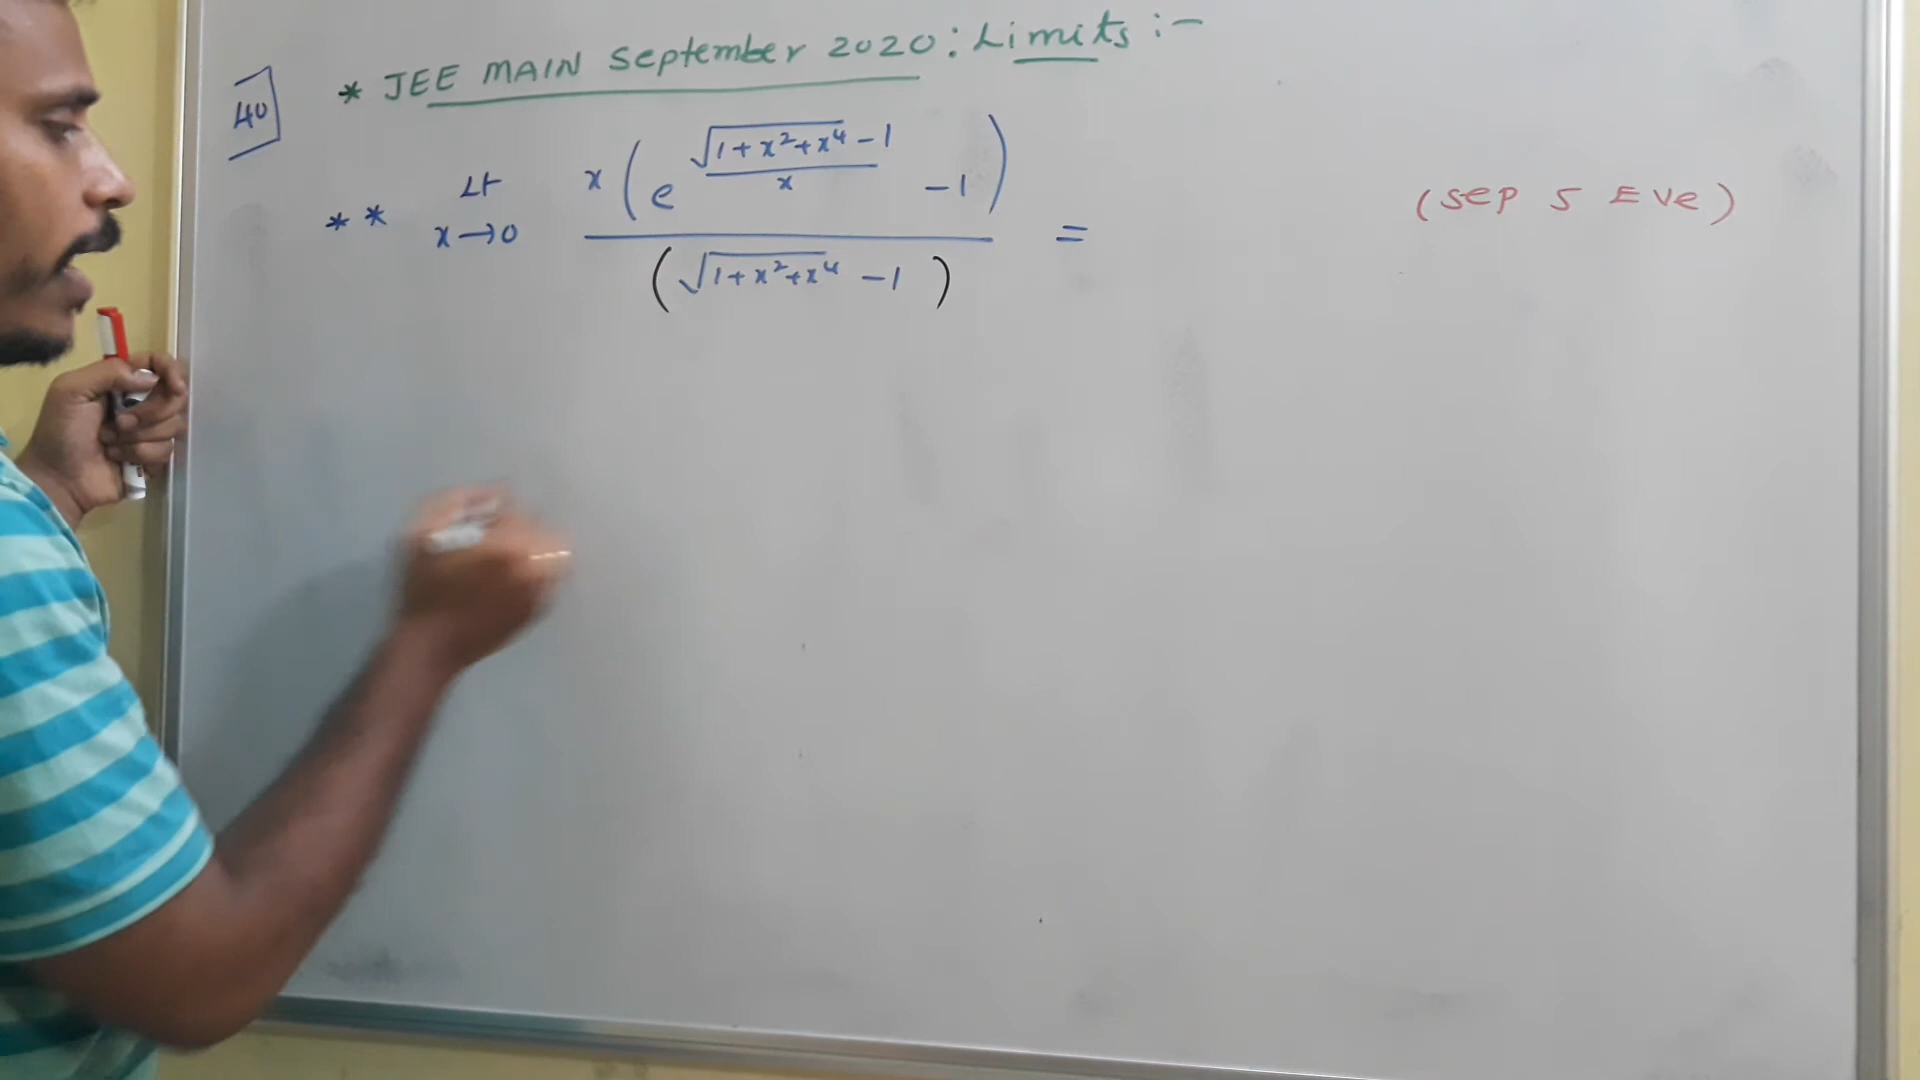 40
* JEE MAIN September 2020 : Limits :-
** Lt x→0 x(e^((√(1+x²+x⁴) -1)/x) -1) / (√(1+x²+x⁴) -1) = (Sep 5 Eve)